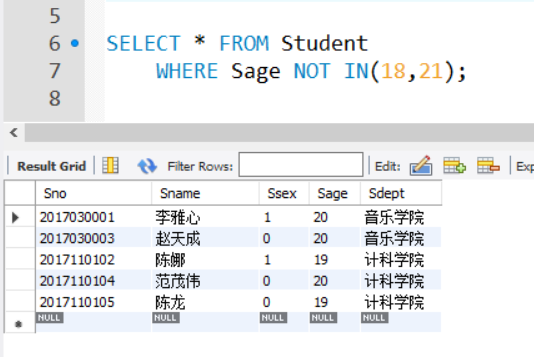 5
6 SELECT * FROM Student
7 WHERE Sage NOT IN(18,21);
8
Result Grid Filter Rows: Edit: Exp
Sno Sname Ssex Sage Sdept
2017030001 李雅心 1 20 音乐学院
2017030003 赵天成 0 20 音乐学院
2017110102 陈娜 1 19 计科学院
2017110104 范茂伟 0 20 计科学院
2017110105 陈龙 0 19 计科学院
NULL NULL NULL NULL NULL